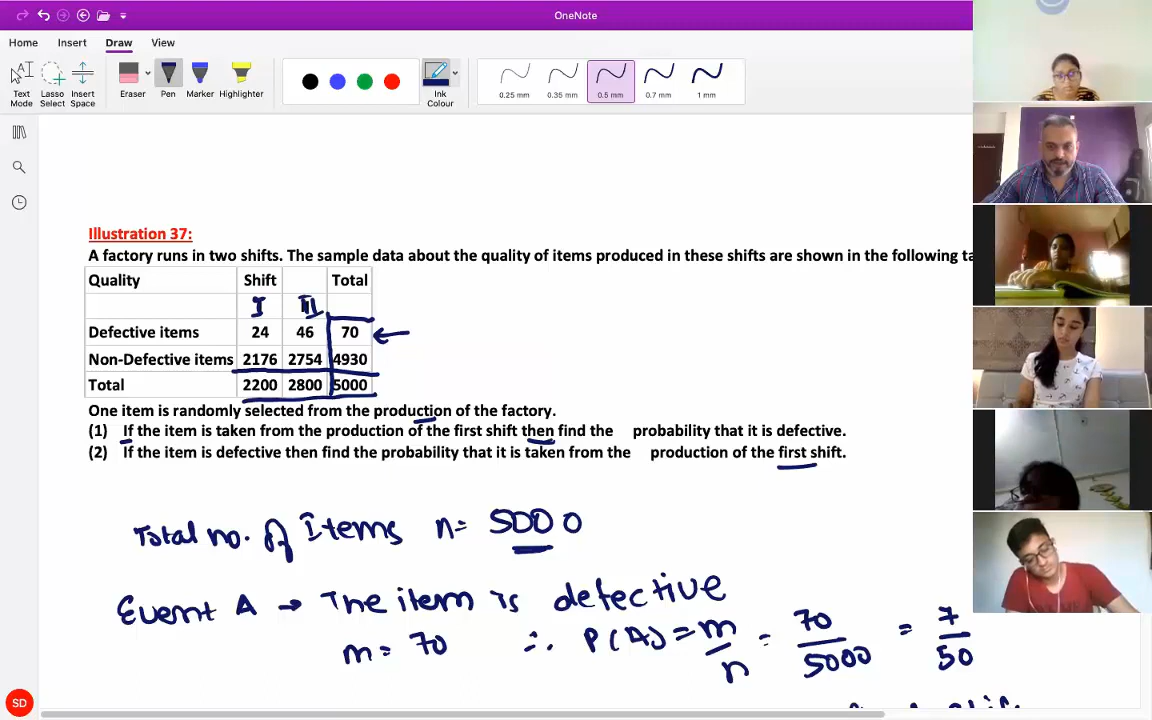 OneNote
Home Insert Draw View
Text Mode Lasso Select Insert Space Eraser Pen Marker Highlighter Ink Colour 0.25 mm 0.35 mm 0.5 mm 0.7 mm 1 mm
Illustration 37:
A factory runs in two shifts. The sample data about the quality of items produced in these shifts are shown in the following ta
Quality Shift Total
I II
Defective items 24 46 70
Non-Defective items 2176 2754 4930
Total 2200 2800 5000
One item is randomly selected from the production of the factory.
(1) If the item is taken from the production of the first shift then find the probability that it is defective.
(2) If the item is defective then find the probability that it is taken from the production of the first shift.
Total no. of Items n = 5000
Event A → The item is defective
m = 70 ∴ P(A) = m/n = 70/5000 = 7/50
SD